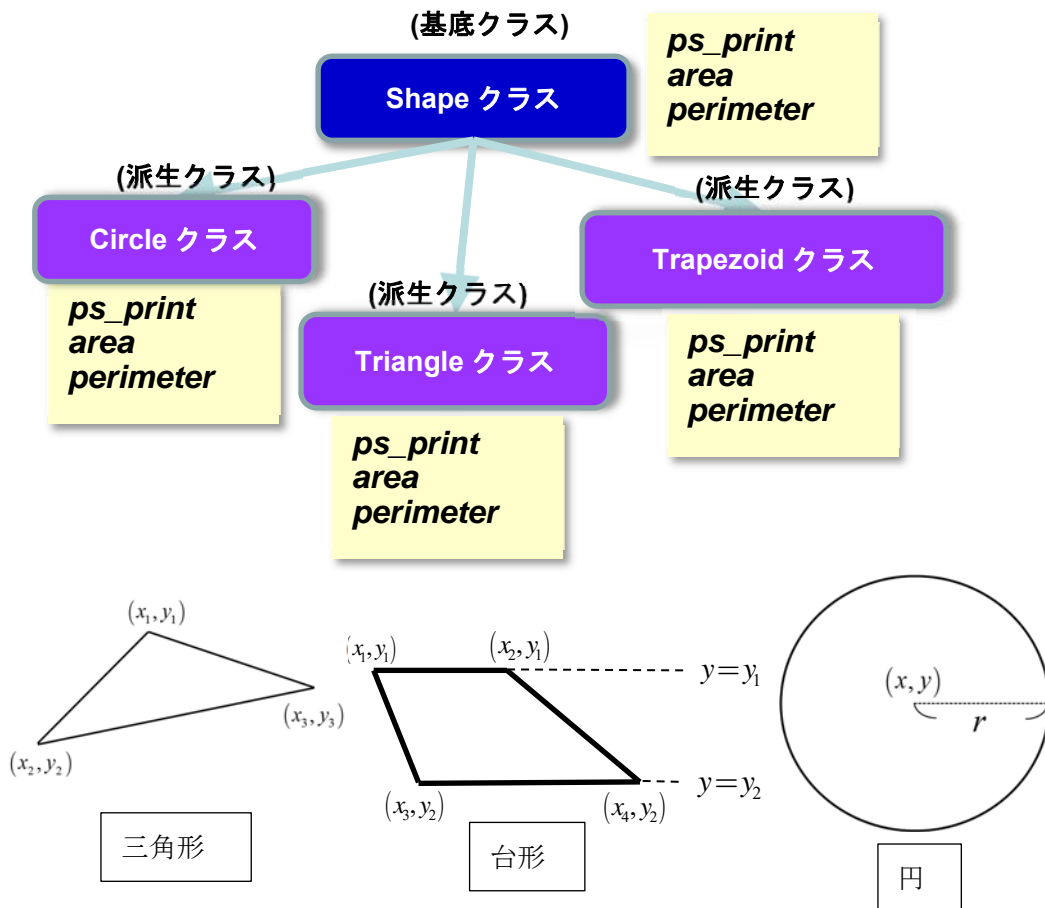 (基底クラス)
Shape クラス
ps_print
area
perimeter
(派生クラス)
Circle クラス
ps_print
area
perimeter
(派生クラス)
Triangle クラス
ps_print
area
perimeter
(派生クラス)
Trapezoid クラス
ps_print
area
perimeter
(x₁, y₁)
(x₂, y₂)
(x₃, y₃)
三角形
(x₁, y₁)
(x₂, y₁)
y = y₁
(x₃, y₂)
(x₄, y₂)
y = y₂
台形
(x, y)
r
円